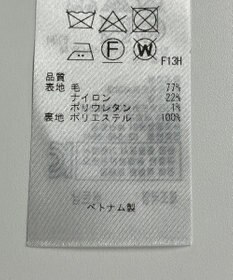 F13H
品質
表地 毛 77%
ナイロン 22%
ポリウレタン 1%
裏地 ポリエステル 100%
ベトナム製